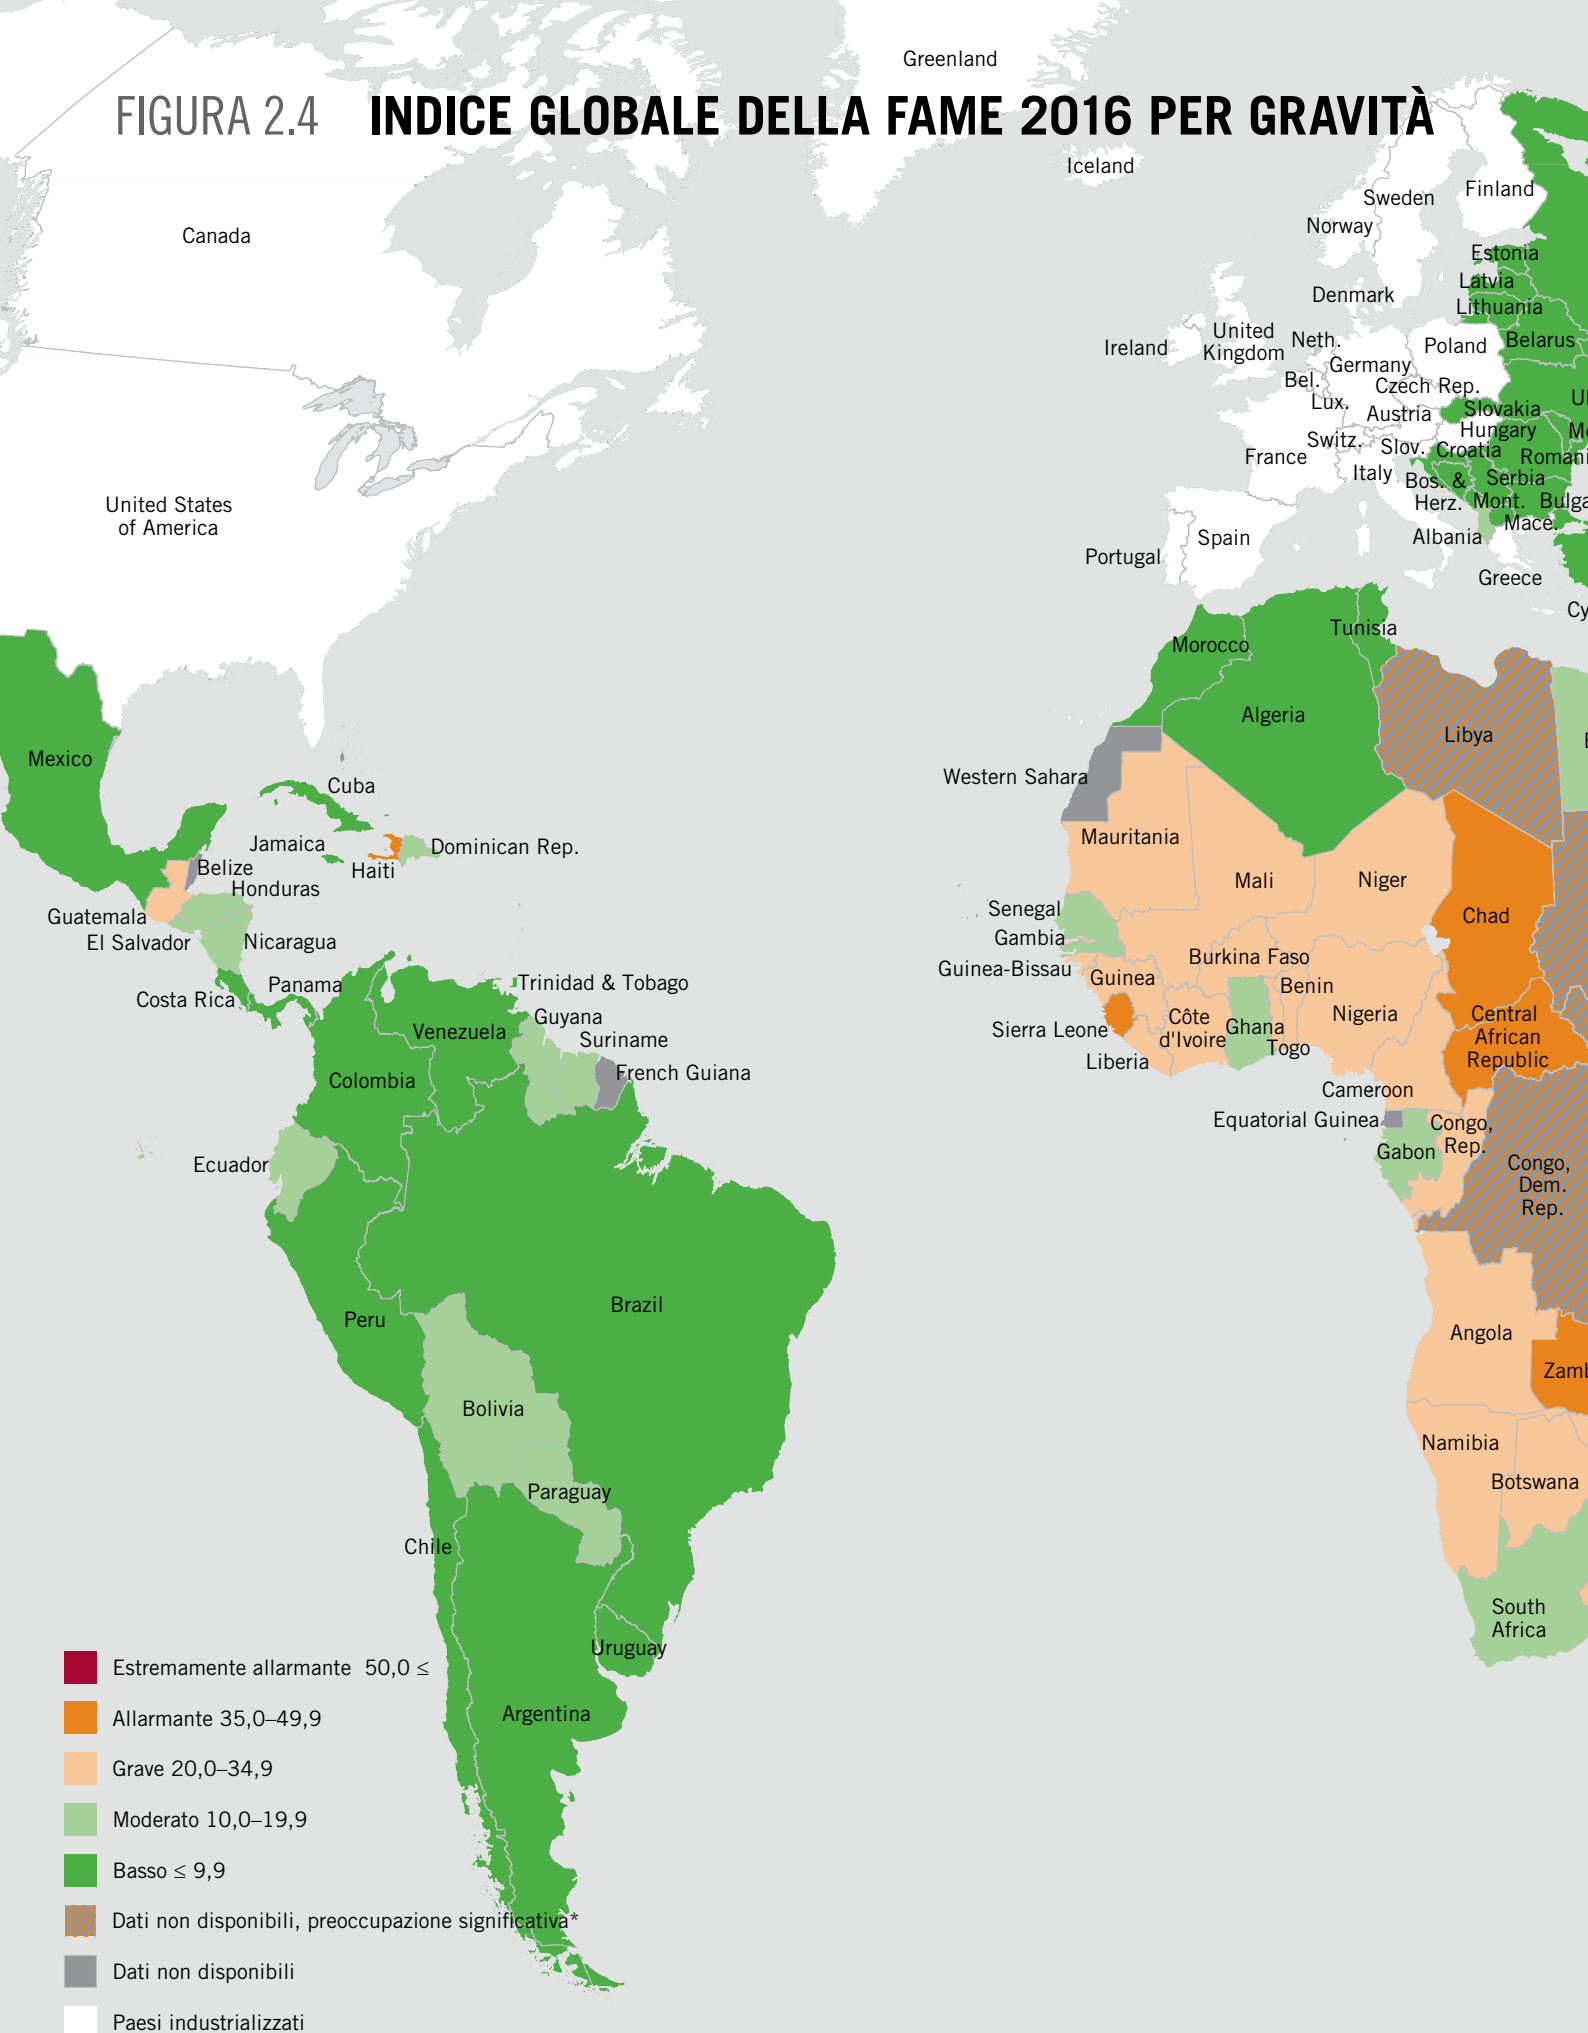 FIGURA 2.4 INDICE GLOBALE DELLA FAME 2016 PER GRAVITÀ
Greenland
Iceland
Canada
Sweden
Finland
Norway
Estonia
Latvia
Lithuania
Denmark
Belarus
Ireland
United
Kingdom
Neth.
Poland
Germany
Bel.
Czech Rep.
Lux.
Austria
Slovakia
Hungary
Switz.
Slov.
Croatia
France
Italy
Romani
Bos. &
Herz.
Serbia
Mont.
Bulga
Mace.
Albania
Greece
Cy
Portugal
Spain
United States
of America
Mexico
Cuba
Jamaica
Haiti
Dominican Rep.
Belize
Honduras
Guatemala
El Salvador
Nicaragua
Costa Rica
Panama
Trinidad & Tobago
Venezuela
Guyana
Suriname
French Guiana
Colombia
Ecuador
Peru
Brazil
Bolivia
Paraguay
Chile
Uruguay
Argentina
Morocco
Tunisia
Algeria
Libya
Western Sahara
Mauritania
Mali
Niger
Chad
Senegal
Gambia
Guinea-Bissau
Guinea
Burkina Faso
Benin
Nigeria
Sierra Leone
Côte
d'Ivoire
Ghana
Togo
Liberia
Central
African
Republic
Cameroon
Equatorial Guinea
Gabon
Congo,
Rep.
Congo,
Dem.
Rep.
Angola
Zamb
Namibia
Botswana
South
Africa
Estremamente allarmante 50,0 ≤
Allarmante 35,0–49,9
Grave 20,0–34,9
Moderato 10,0–19,9
Basso ≤ 9,9
Dati non disponibili, preoccupazione significativa*
Dati non disponibili
Paesi industrializzati